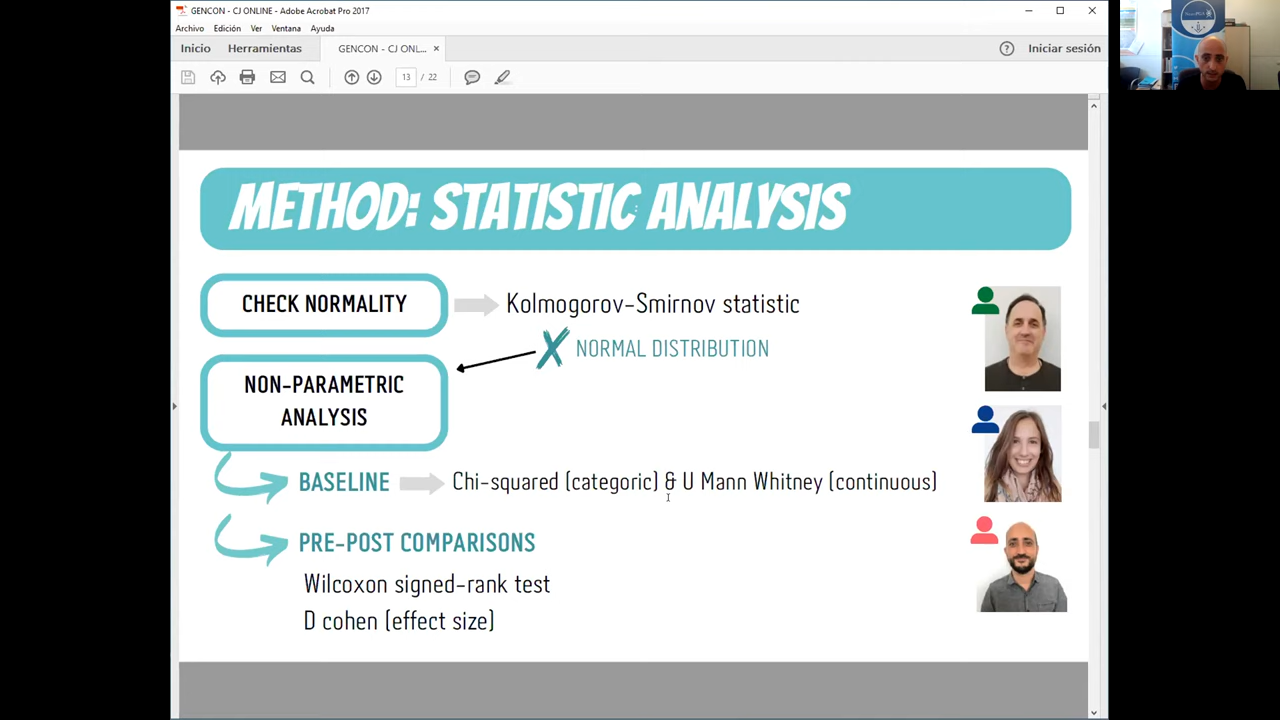 GENCON - CJ ONLINE - Adobe Acrobat Pro 2017
Archivo Edición Ver Ventana Ayuda
Inicio Herramientas GENCON - CJ ONL... × Iniciar sesión
13 / 22
METHOD: STATISTIC ANALYSIS
CHECK NORMALITY
Kolmogorov-Smirnov statistic
NORMAL DISTRIBUTION
NON-PARAMETRIC
ANALYSIS
BASELINE
Chi-squared (categoric) & U Mann Whitney (continuous)
PRE-POST COMPARISONS
Wilcoxon signed-rank test
D cohen (effect size)